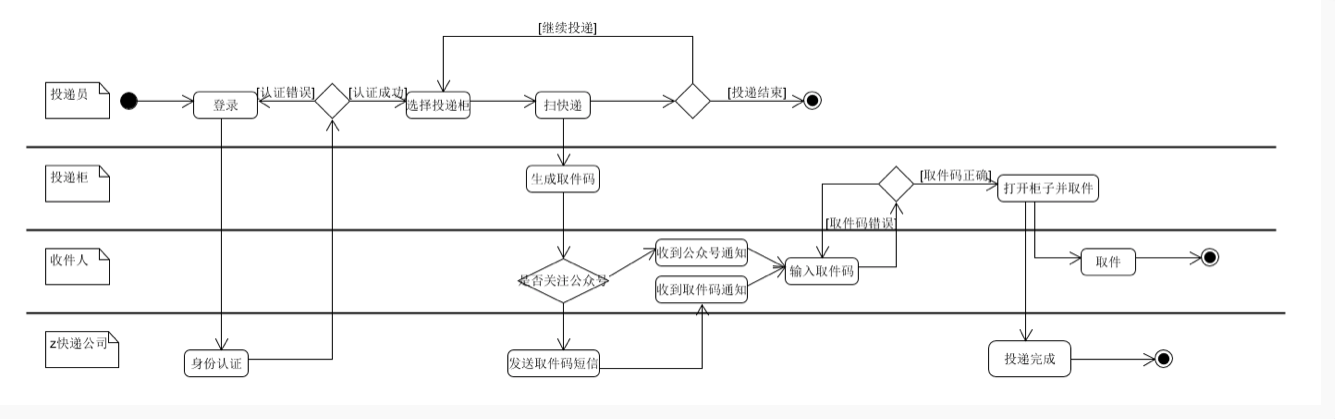 [继续投递]
投递员
登录
[认证错误]
[认证成功]
选择投递柜
扫快递
[投递结束]
投递柜
生成取件码
[取件码正确]
打开柜子并取件
[取件码错误]
收件人
是否关注公众号
收到公众号通知
收到取件码通知
输入取件码
取件
z快递公司
身份认证
发送取件码短信
投递完成